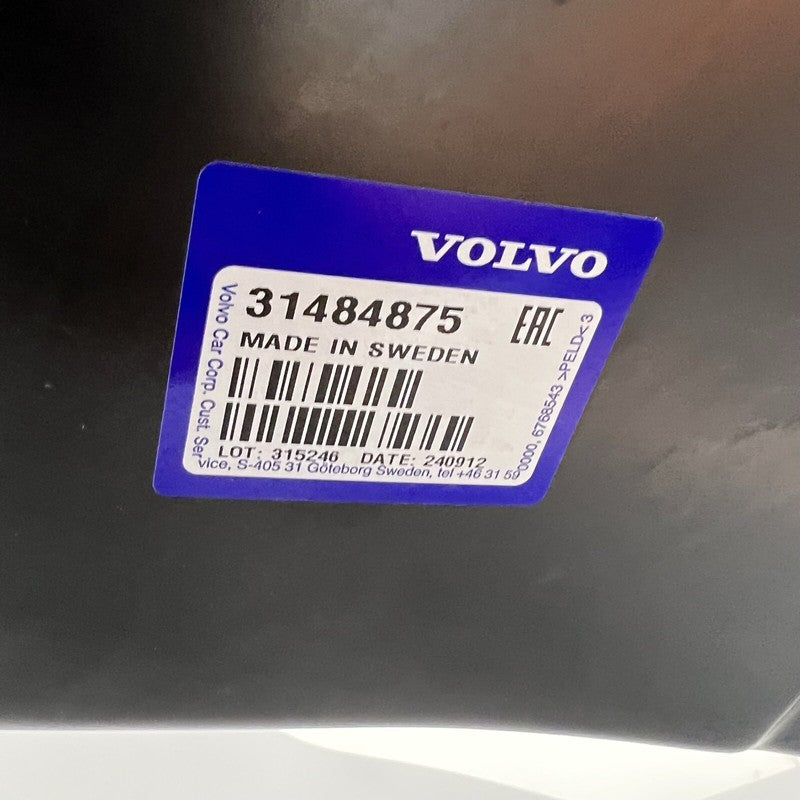 VOLVO
31484875
EAC
MADE IN SWEDEN
LOT: 315246 DATE: 240912
Volvo Car Corp. Cust. Ser-
vice, S-405 31 Göteborg Sweden, tel +46 31 59
0000, 6768543 >PELD< 3